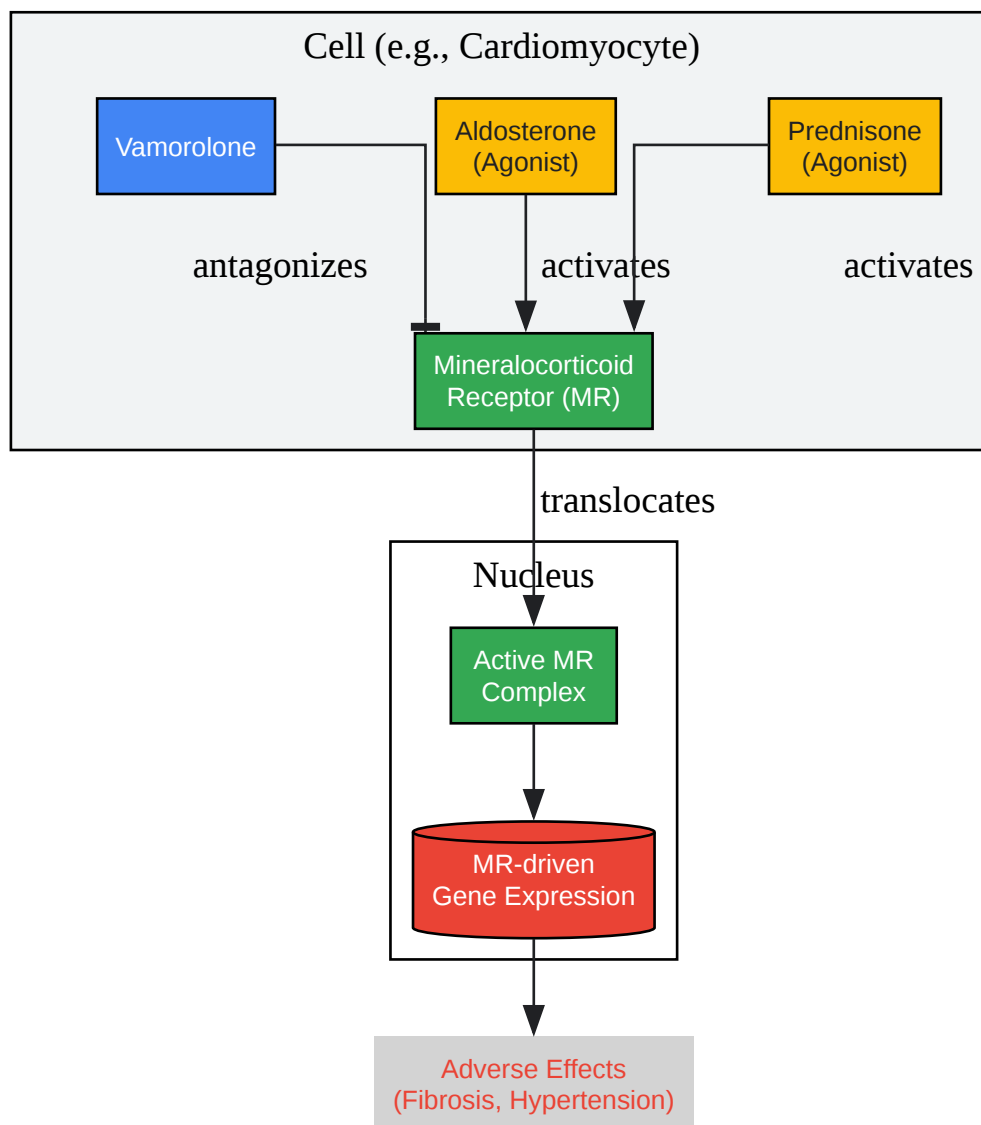 Cell (e.g., Cardiomyocyte)
Vamorolone
Aldosterone
(Agonist)
Prednisone
(Agonist)
antagonizes
activates
activates
Mineralocorticoid
Receptor (MR)
translocates
Nucleus
Active MR
Complex
MR-driven
Gene Expression
Adverse Effects
(Fibrosis, Hypertension)